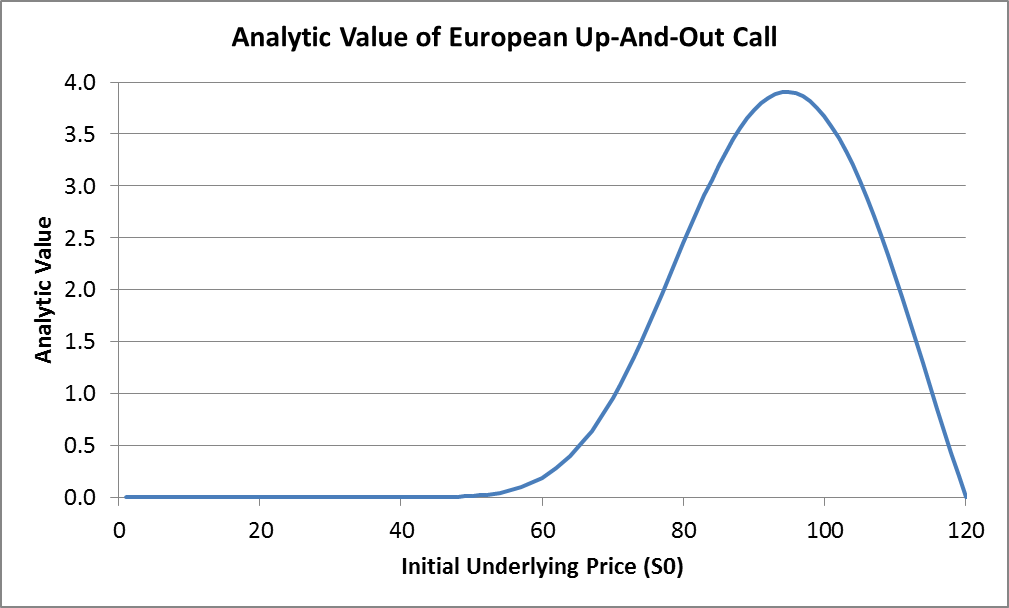 Analytic Value of European Up-And-Out Call
4.0
3.5
3.0
2.5
2.0
1.5
1.0
0.5
0.0
Analytic Value
0 20 40 60 80 100 120
Initial Underlying Price (S0)